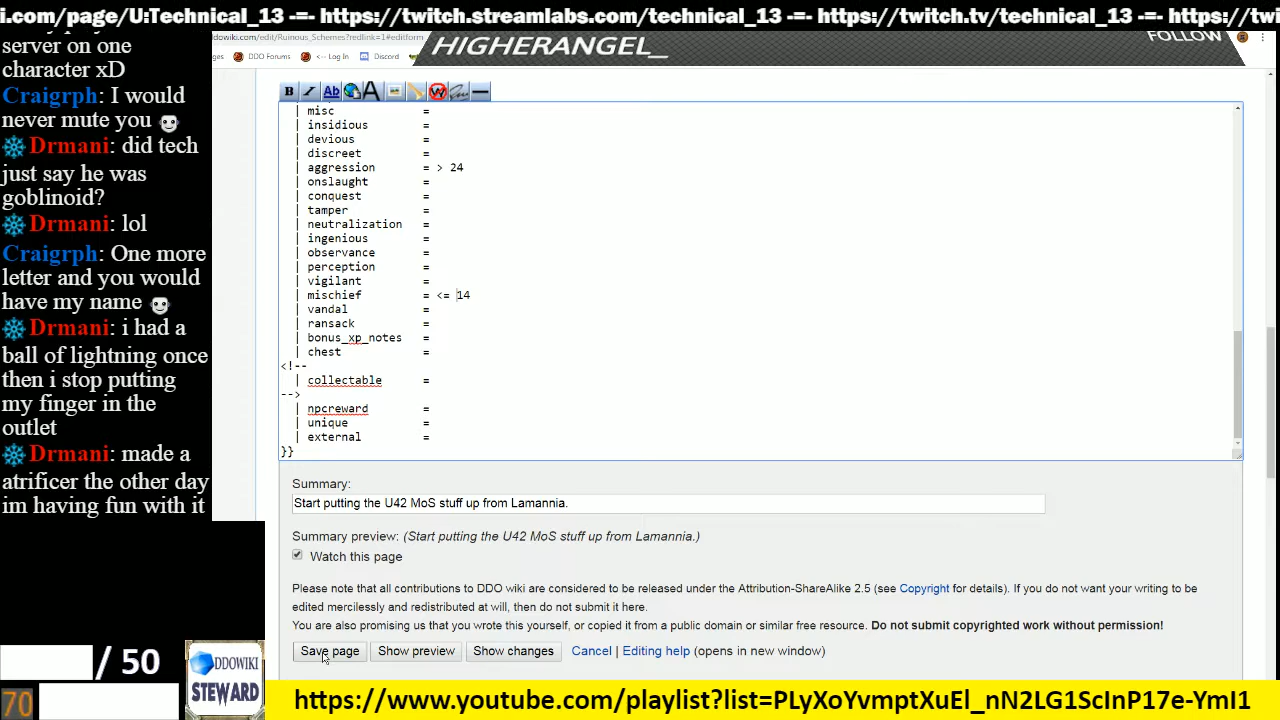 i.com/page/U:Technical_13 -=- https://twitch.streamlabs.com/technical_13 -=- https://twitch.tv/technical_13 -=- https://twi
server on one
character xD
Craigrph: I would
never mute you
Drmani: did tech
just say he was
goblinoid?
Drmani: lol
Craigrph: One more
letter and you would
have my name
Drmani: i had a
ball of lightning once
then i stop putting
my finger in the
outlet
Drmani: made a
atrificer the other day
im having fun with it
/ 50
70
DDOWIKI
STEWARD
ddowiki.com/edit/Ruinous_Schemes?redlink=1#editform
ges
DDO Forums
<-- Log In
Discord
HIGHERANGEL_
FOLLOW
B I Ab A W
| misc =
| insidious =
| devious =
| discreet =
| aggression = > 24
| onslaught =
| conquest =
| tamper =
| neutralization =
| ingenious =
| observance =
| perception =
| vigilant =
| mischief = <= 14
| vandal =
| ransack =
| bonus_xp_notes =
| chest =
<!--
| collectable =
-->
| npcreward =
| unique =
| external =
}}
Summary:
Start putting the U42 MoS stuff up from Lamannia.
Summary preview: (Start putting the U42 MoS stuff up from Lamannia.)
Watch this page
Please note that all contributions to DDO wiki are considered to be released under the Attribution-ShareAlike 2.5 (see Copyright for details). If you do not want your writing to be
edited mercilessly and redistributed at will, then do not submit it here.
You are also promising us that you wrote this yourself, or copied it from a public domain or similar free resource. Do not submit copyrighted work without permission!
Save page
Show preview
Show changes
Cancel | Editing help (opens in new window)
https://www.youtube.com/playlist?list=PLyXoYvmptXuEl_nN2LG1ScInP17e-YmI1